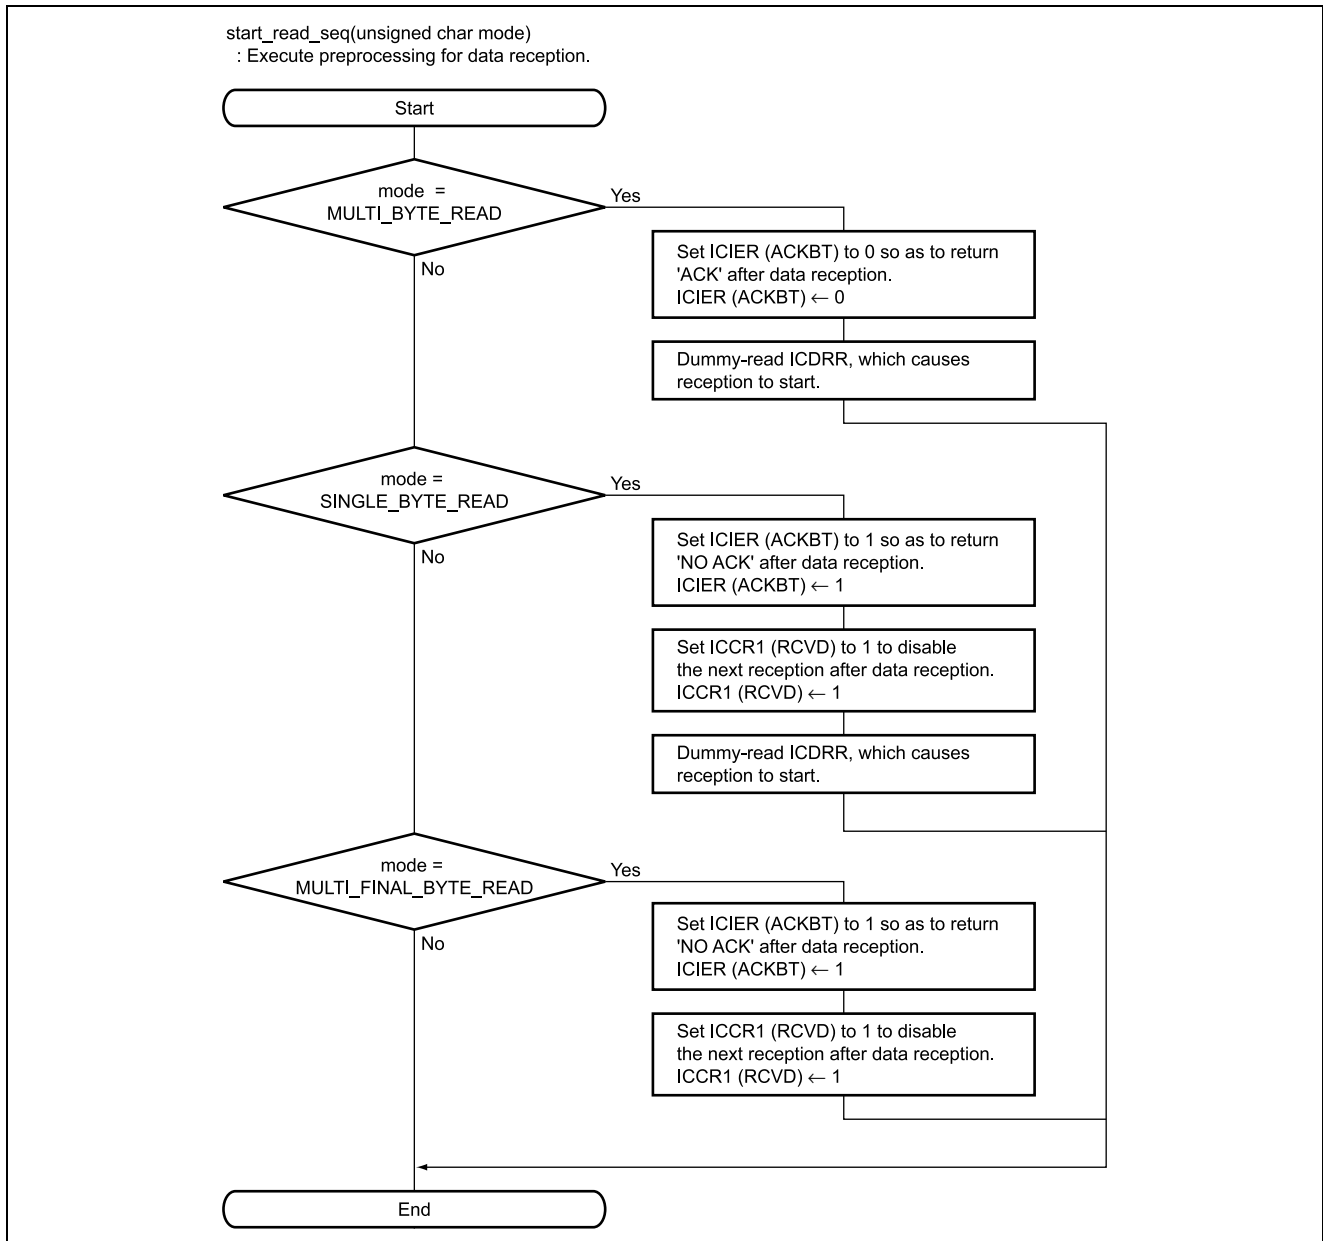 start_read_seq(unsigned char mode)
: Execute preprocessing for data reception.
Start
mode =
MULTI_BYTE_READ
Yes
No
Set ICIER (ACKBT) to 0 so as to return
'ACK' after data reception.
ICIER (ACKBT) ← 0
Dummy-read ICDRR, which causes
reception to start.
mode =
SINGLE_BYTE_READ
Yes
No
Set ICIER (ACKBT) to 1 so as to return
'NO ACK' after data reception.
ICIER (ACKBT) ← 1
Set ICCR1 (RCVD) to 1 to disable
the next reception after data reception.
ICCR1 (RCVD) ← 1
Dummy-read ICDRR, which causes
reception to start.
mode =
MULTI_FINAL_BYTE_READ
Yes
No
Set ICIER (ACKBT) to 1 so as to return
'NO ACK' after data reception.
ICIER (ACKBT) ← 1
Set ICCR1 (RCVD) to 1 to disable
the next reception after data reception.
ICCR1 (RCVD) ← 1
End